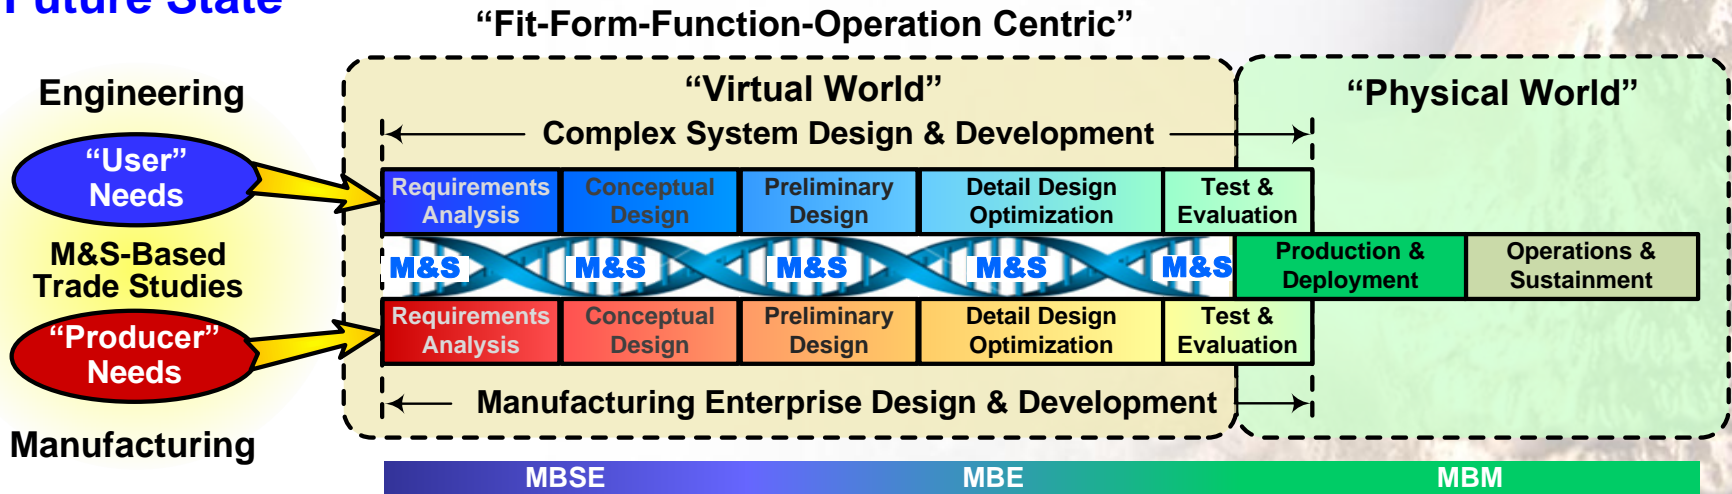 Future State
“Fit-Form-Function-Operation Centric”
Engineering
“User”
Needs
M&S-Based
Trade Studies
“Producer”
Needs
Manufacturing
“Virtual World”
“Physical World”
Complex System Design & Development
Requirements
Analysis
Conceptual
Design
Preliminary
Design
Detail Design
Optimization
Test &
Evaluation
M&S
M&S
M&S
M&S
M&S
Production &
Deployment
Operations &
Sustainment
Requirements
Analysis
Conceptual
Design
Preliminary
Design
Detail Design
Optimization
Test &
Evaluation
Manufacturing Enterprise Design & Development
MBSE
MBE
MBM